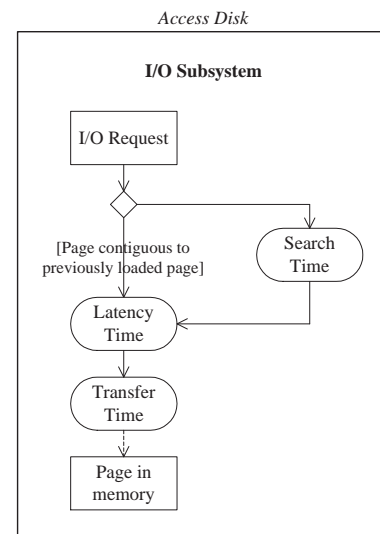 Access Disk
I/O Subsystem
I/O Request
[Page contiguous to
previously loaded page]
Search
Time
Latency
Time
Transfer
Time
Page in
memory